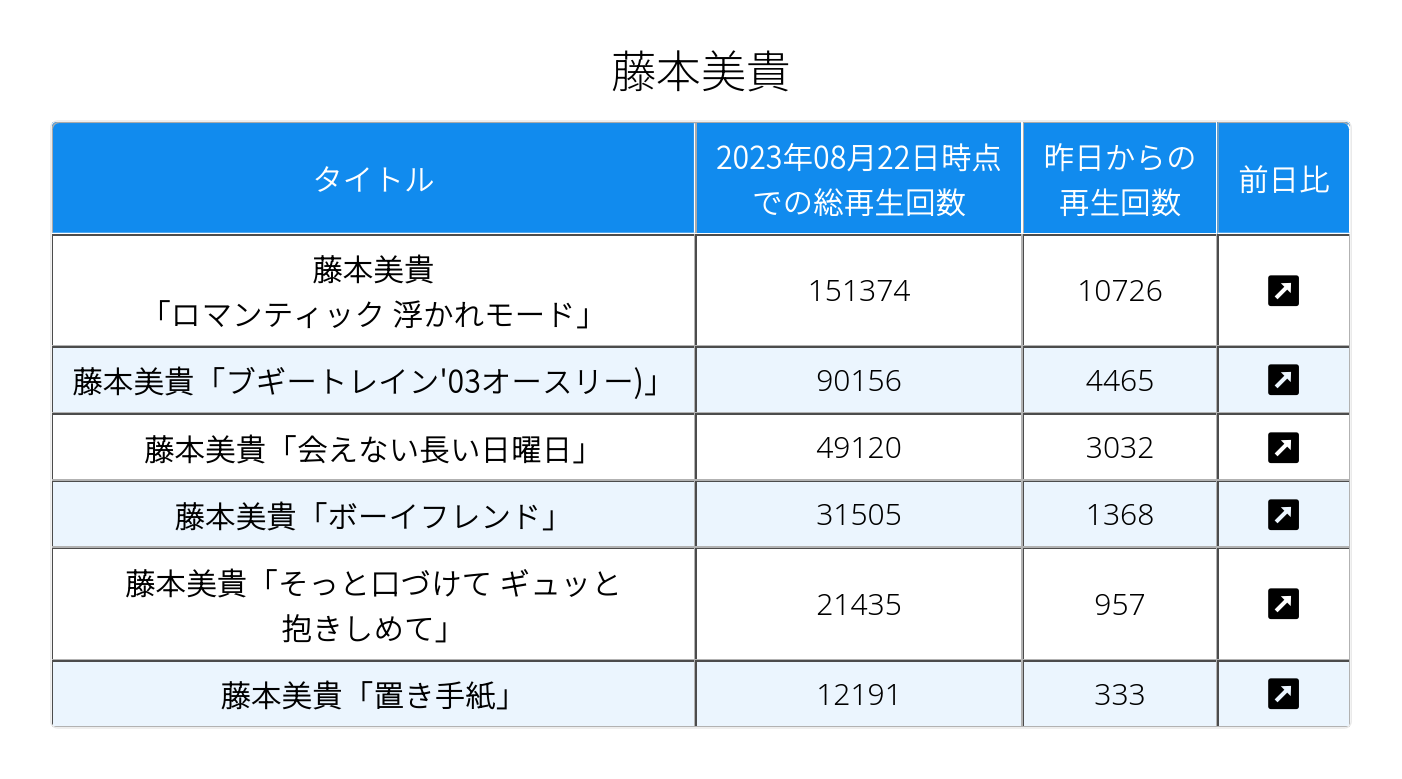 藤本美貴
タイトル
2023年08月22日時点
での総再生回数
昨日からの
再生回数
前日比
藤本美貴
「ロマンティック 浮かれモード」
151374
10726
藤本美貴「ブギートレイン'03オースリー)」
90156
4465
藤本美貴「会えない長い日曜日」
49120
3032
藤本美貴「ボーイフレンド」
31505
1368
藤本美貴「そっと口づけて ギュッと
抱きしめて」
21435
957
藤本美貴「置き手紙」
12191
333